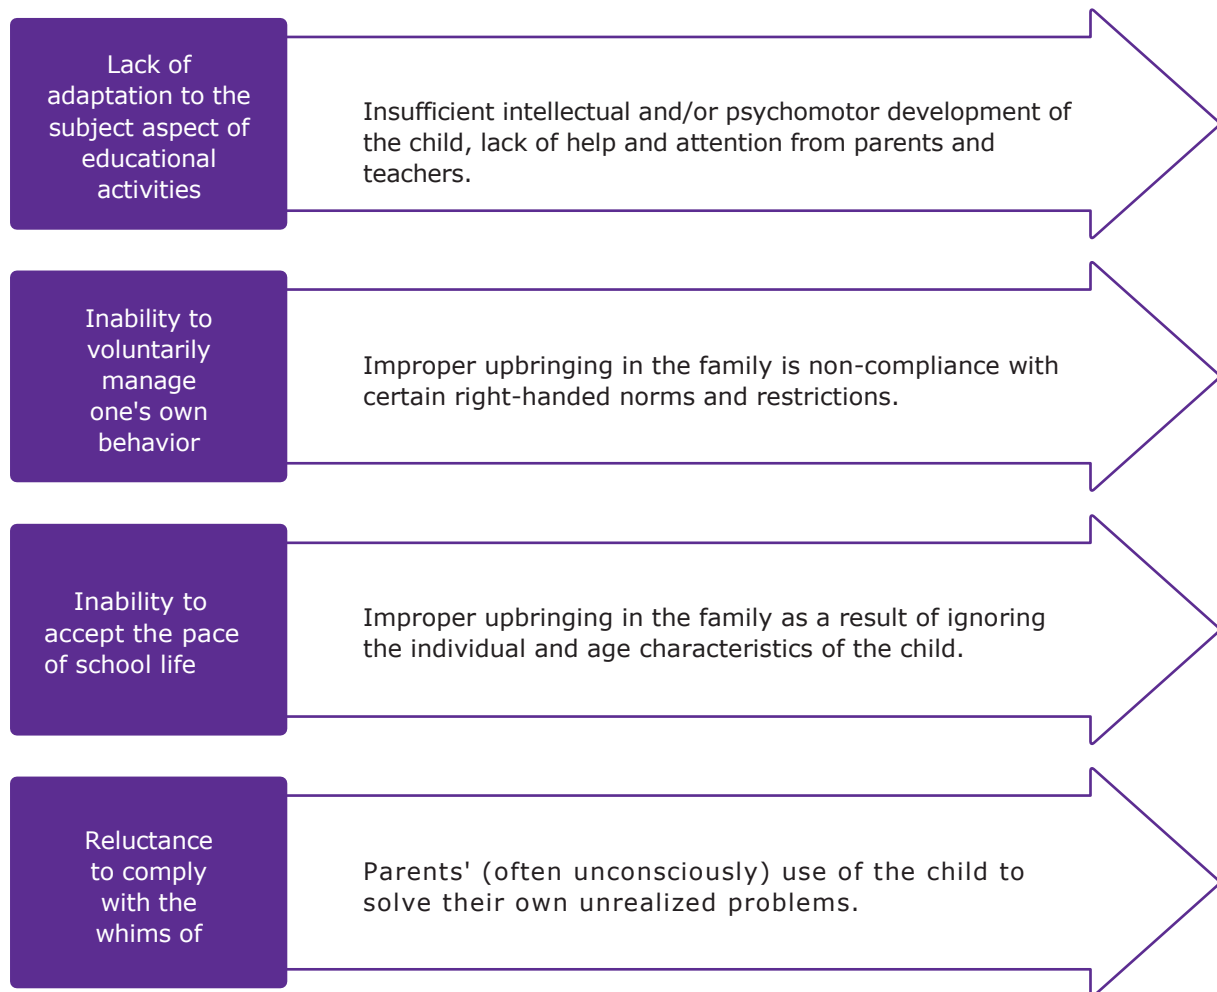 Lack of
adaptation to the
subject aspect of
educational
activities
Insufficient intellectual and/or psychomotor development of
the child, lack of help and attention from parents and
teachers.
Inability to
voluntarily
manage
one's own
behavior
Improper upbringing in the family is non-compliance with
certain right-handed norms and restrictions.
Inability to
accept the pace
of school life
Improper upbringing in the family as a result of ignoring
the individual and age characteristics of the child.
Reluctance
to comply
with the
whims of
Parents' (often unconsciously) use of the child to
solve their own unrealized problems.